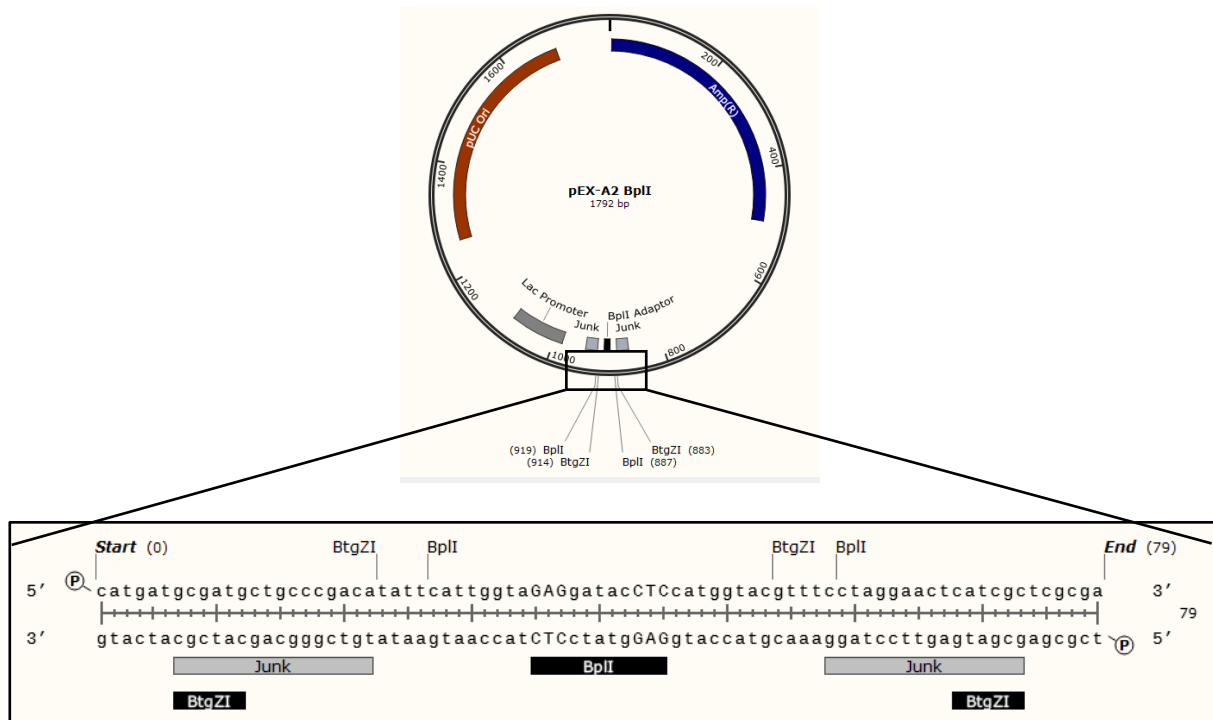 1600
200
Amp(R)
pUC Ori
400
1400
pEX-A2 BplI
1792 bp
600
1200
Lac Promoter
BplI Adaptor
Junk
Junk
1000
800
(919) BplI
BtgZI (883)
(914) BtgZI
BplI (887)
Start (0)
BtgZI
BplI
BtgZI
BplI
End (79)
5′ P catgatgcgatgctgcccgacatattcattggtaGAGgatacCTCcatggtacgtttcctaggaactcatcgctcgcga 3′
79
3′ gtactacgctacgacgggctgtataagtaaccatCTCctatgGAGgtaccatgcaaaggatccttgagtagcgagcgct P 5′
Junk
BplI
Junk
BtgZI
BtgZI